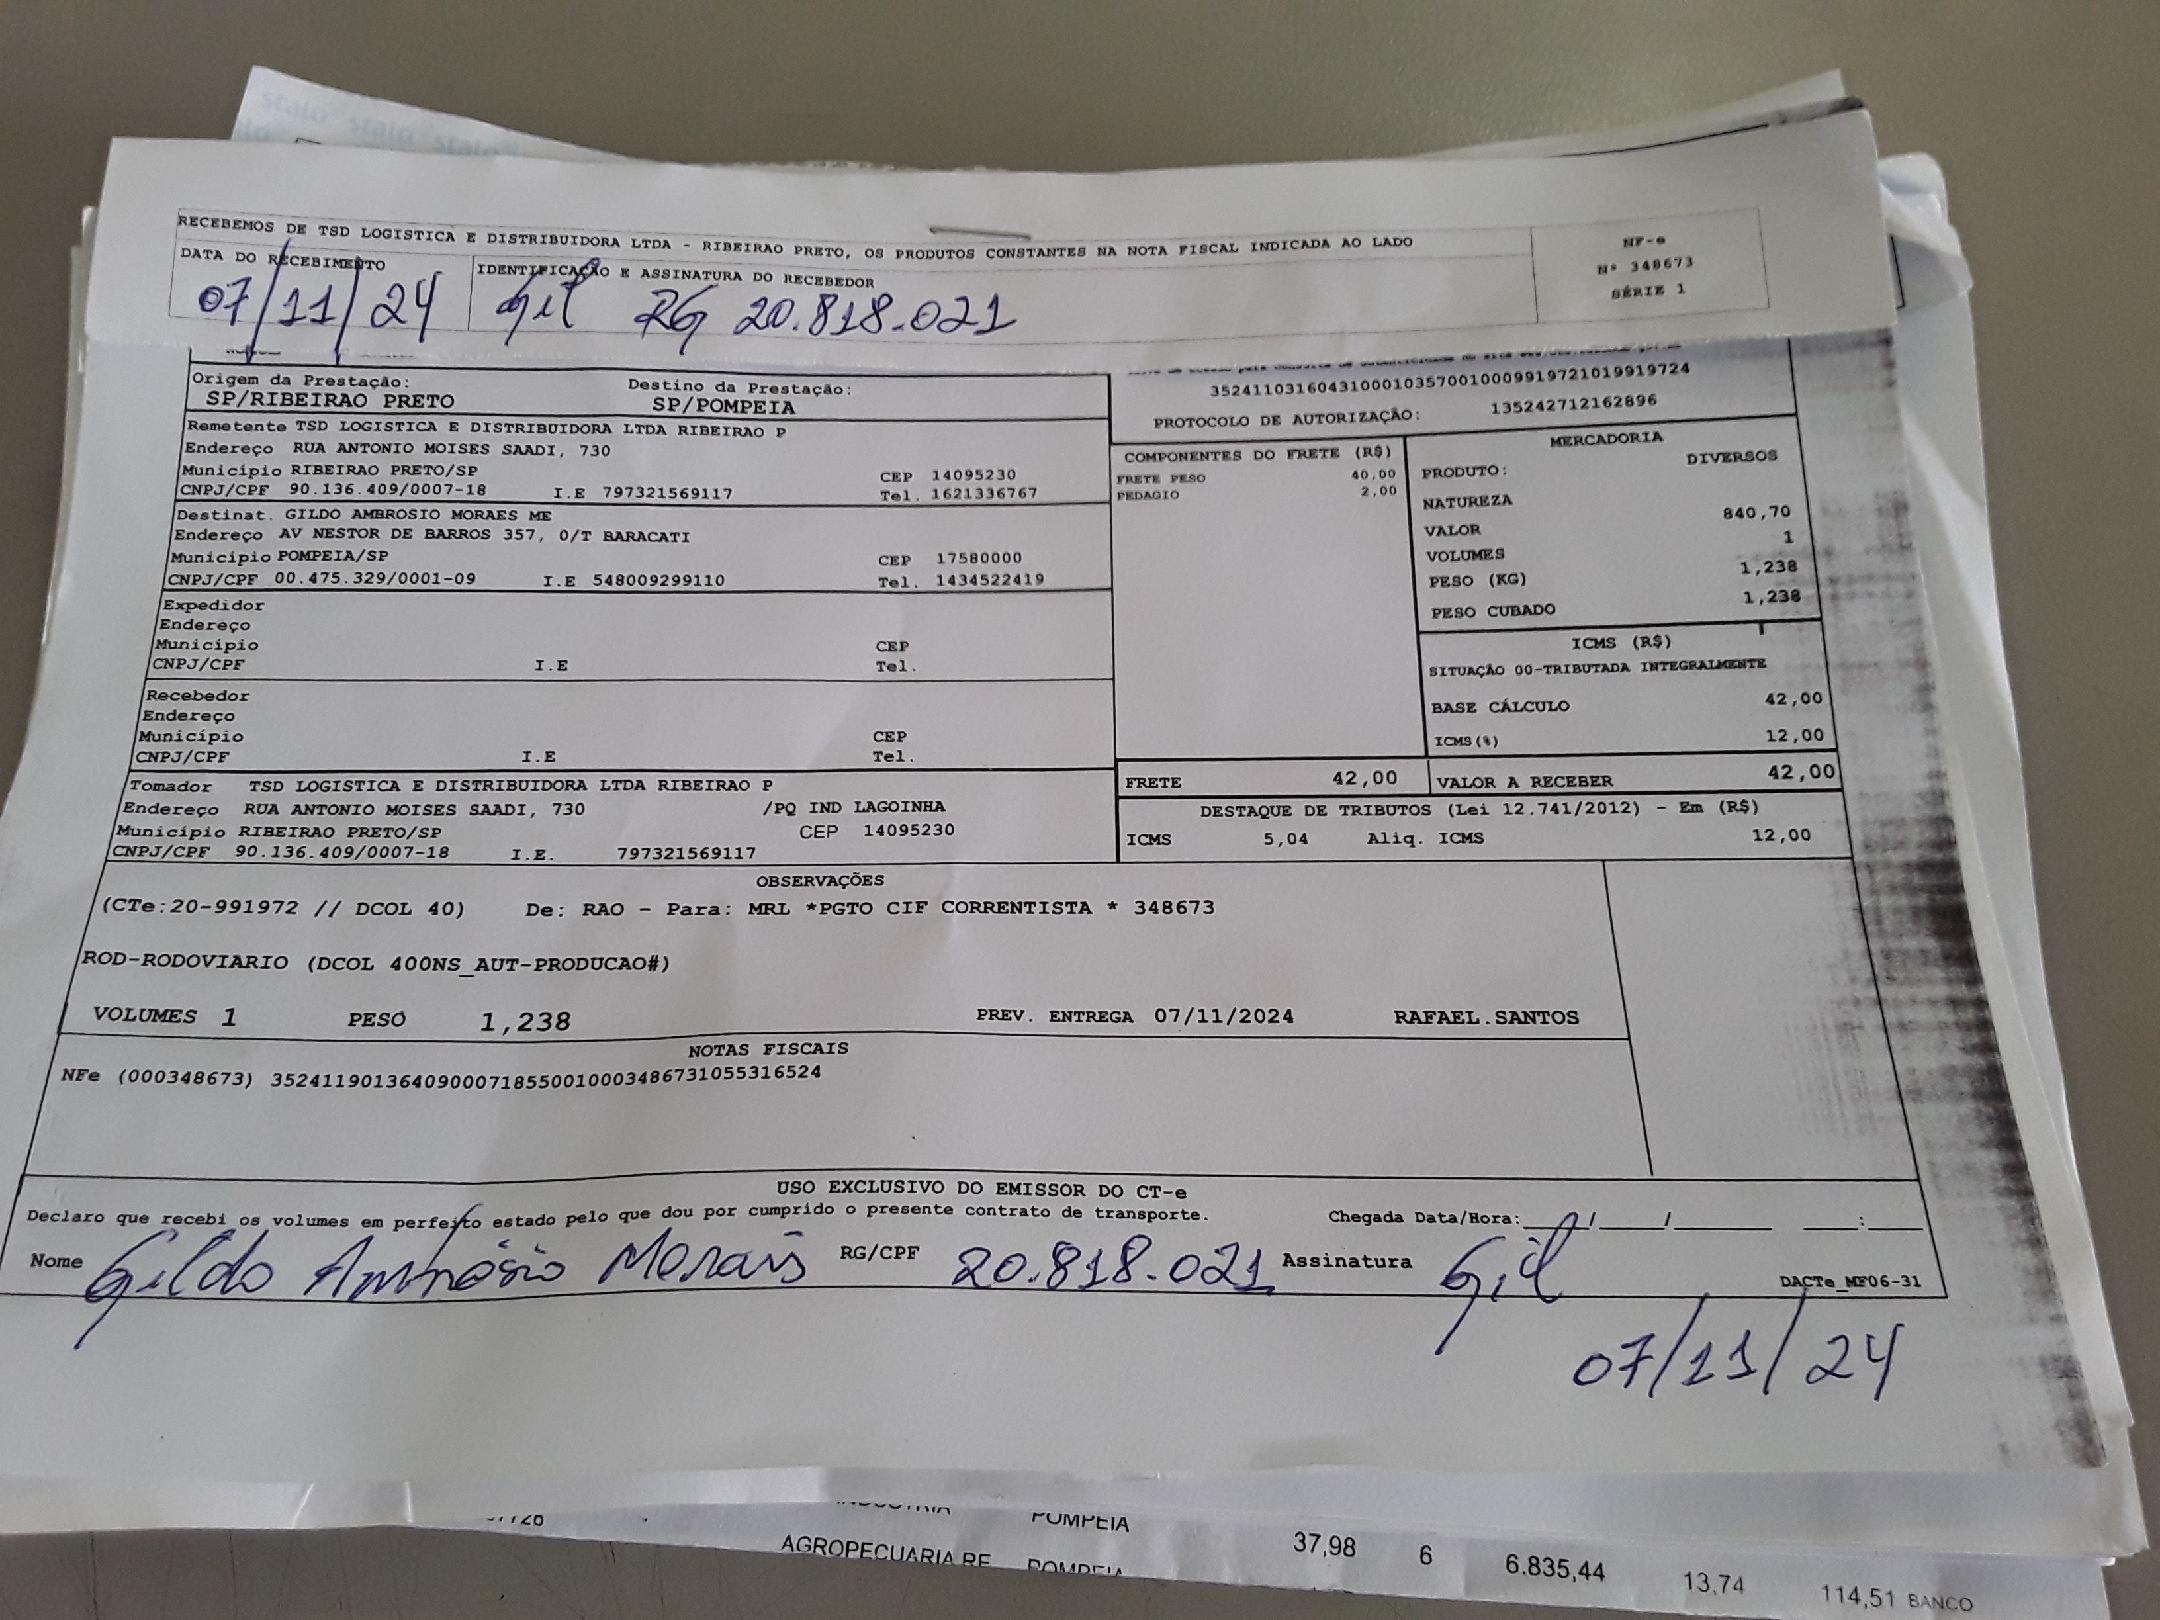 stalo stalo stalo
stalo stalo
RECEBEMOS DE TSD LOGISTICA E DISTRIBUIDORA LTDA - RIBEIRAO PRETO, OS PRODUTOS CONSTANTES NA NOTA FISCAL INDICADA AO LADO
NF-e
Nº 348673
SÉRIE 1
DATA DO RECEBIMENTO
IDENTIFICAÇÃO E ASSINATURA DO RECEBEDOR
07/11/24 Gil RG 20.818.021
Origem da Prestação: Destino da Prestação:
SP/RIBEIRAO PRETO SP/POMPEIA
35241103160431000103570010009919721019919724
PROTOCOLO DE AUTORIZAÇÃO: 135242712162896
Remetente TSD LOGISTICA E DISTRIBUIDORA LTDA RIBEIRAO P
Endereço RUA ANTONIO MOISES SAADI, 730
Município RIBEIRAO PRETO/SP CEP 14095230
CNPJ/CPF 90.136.409/0007-18 I.E 797321569117 Tel. 1621336767
Destinat. GILDO AMBROSIO MORAES ME
Endereço AV NESTOR DE BARROS 357, 0/T BARACATI
Município POMPEIA/SP CEP 17580000
CNPJ/CPF 00.475.329/0001-09 I.E 548009299110 Tel. 1434522419
Expedidor
Endereço
Município CEP
CNPJ/CPF I.E Tel.
Recebedor
Endereço
Município CEP
CNPJ/CPF I.E Tel.
Tomador TSD LOGISTICA E DISTRIBUIDORA LTDA RIBEIRAO P
Endereço RUA ANTONIO MOISES SAADI, 730 /PQ IND LAGOINHA
Município RIBEIRAO PRETO/SP CEP 14095230
CNPJ/CPF 90.136.409/0007-18 I.E. 797321569117
COMPONENTES DO FRETE (R$)
FRETE PESO 40,00
PEDAGIO 2,00
MERCADORIA
PRODUTO: DIVERSOS
NATUREZA
VALOR 840,70
VOLUMES 1
PESO (KG) 1,238
PESO CUBADO 1,238
ICMS (R$)
SITUAÇÃO 00-TRIBUTADA INTEGRALMENTE
BASE CÁLCULO 42,00
ICMS(%) 12,00
FRETE 42,00 VALOR A RECEBER 42,00
DESTAQUE DE TRIBUTOS (Lei 12.741/2012) - Em (R$)
ICMS 5,04 Aliq. ICMS 12,00
OBSERVAÇÕES
(CTe:20-991972 // DCOL 40) De: RAO - Para: MRL *PGTO CIF CORRENTISTA * 348673
ROD-RODOVIARIO (DCOL 400NS_AUT-PRODUCAO#)
VOLUMES 1 PESO 1,238 PREV. ENTREGA 07/11/2024 RAFAEL.SANTOS
NOTAS FISCAIS
NFe (000348673) 35241190136409000718550010003486731055316524
USO EXCLUSIVO DO EMISSOR DO CT-e
Declaro que recebi os volumes em perfeito estado pelo que dou por cumprido o presente contrato de transporte. Chegada Data/Hora:____/____/______ ___:___
Nome Gildo Ambrósio Morais RG/CPF 20.818.021 Assinatura Gil
DACTe_MF06-31
07/11/24
INDUSTRIA POMPEIA
AGROPECUARIA RE POMPEIA 37,98 6 6.835,44 13,74 114,51 BANCO